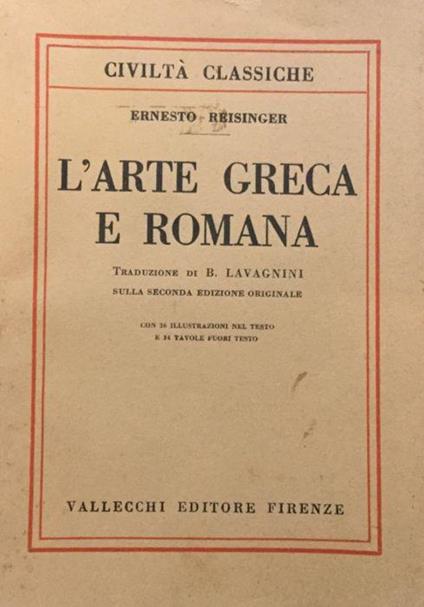 CIVILTÀ CLASSICHE
ERNESTO REISINGER
L'ARTE GRECA
E ROMANA
TRADUZIONE DI B. LAVAGNINI
SULLA SECONDA EDIZIONE ORIGINALE
CON 36 ILLUSTRAZIONI NEL TESTO
E 34 TAVOLE FUORI TESTO
VALLECCHI EDITORE FIRENZE